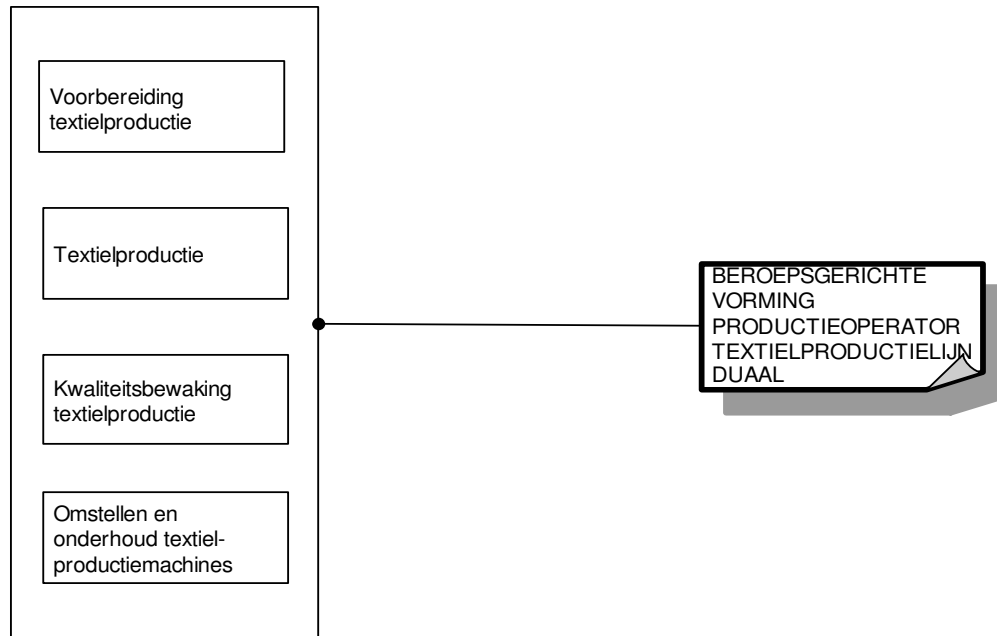 Voorbereiding
textielproductie
Textielproductie
Kwaliteitsbewaking
textielproductie
Omstellen en
onderhoud textiel-
productiemachines
BEROEPSGERICHTE
VORMING
PRODUCTIEOPERATOR
TEXTIELPRODUCTIELIJN
DUAAL